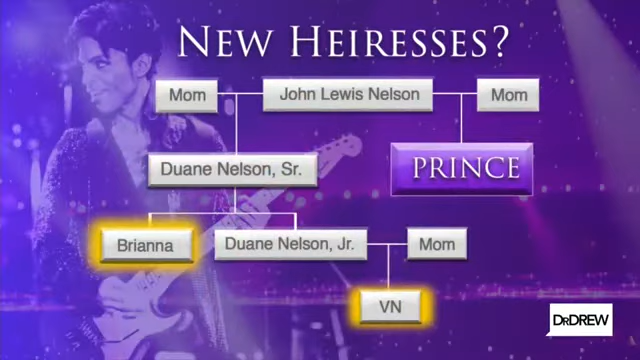 NEW HEIRESSES?
Mom
John Lewis Nelson
Mom
Duane Nelson, Sr.
PRINCE
Brianna
Duane Nelson, Jr.
Mom
VN
DRDREW